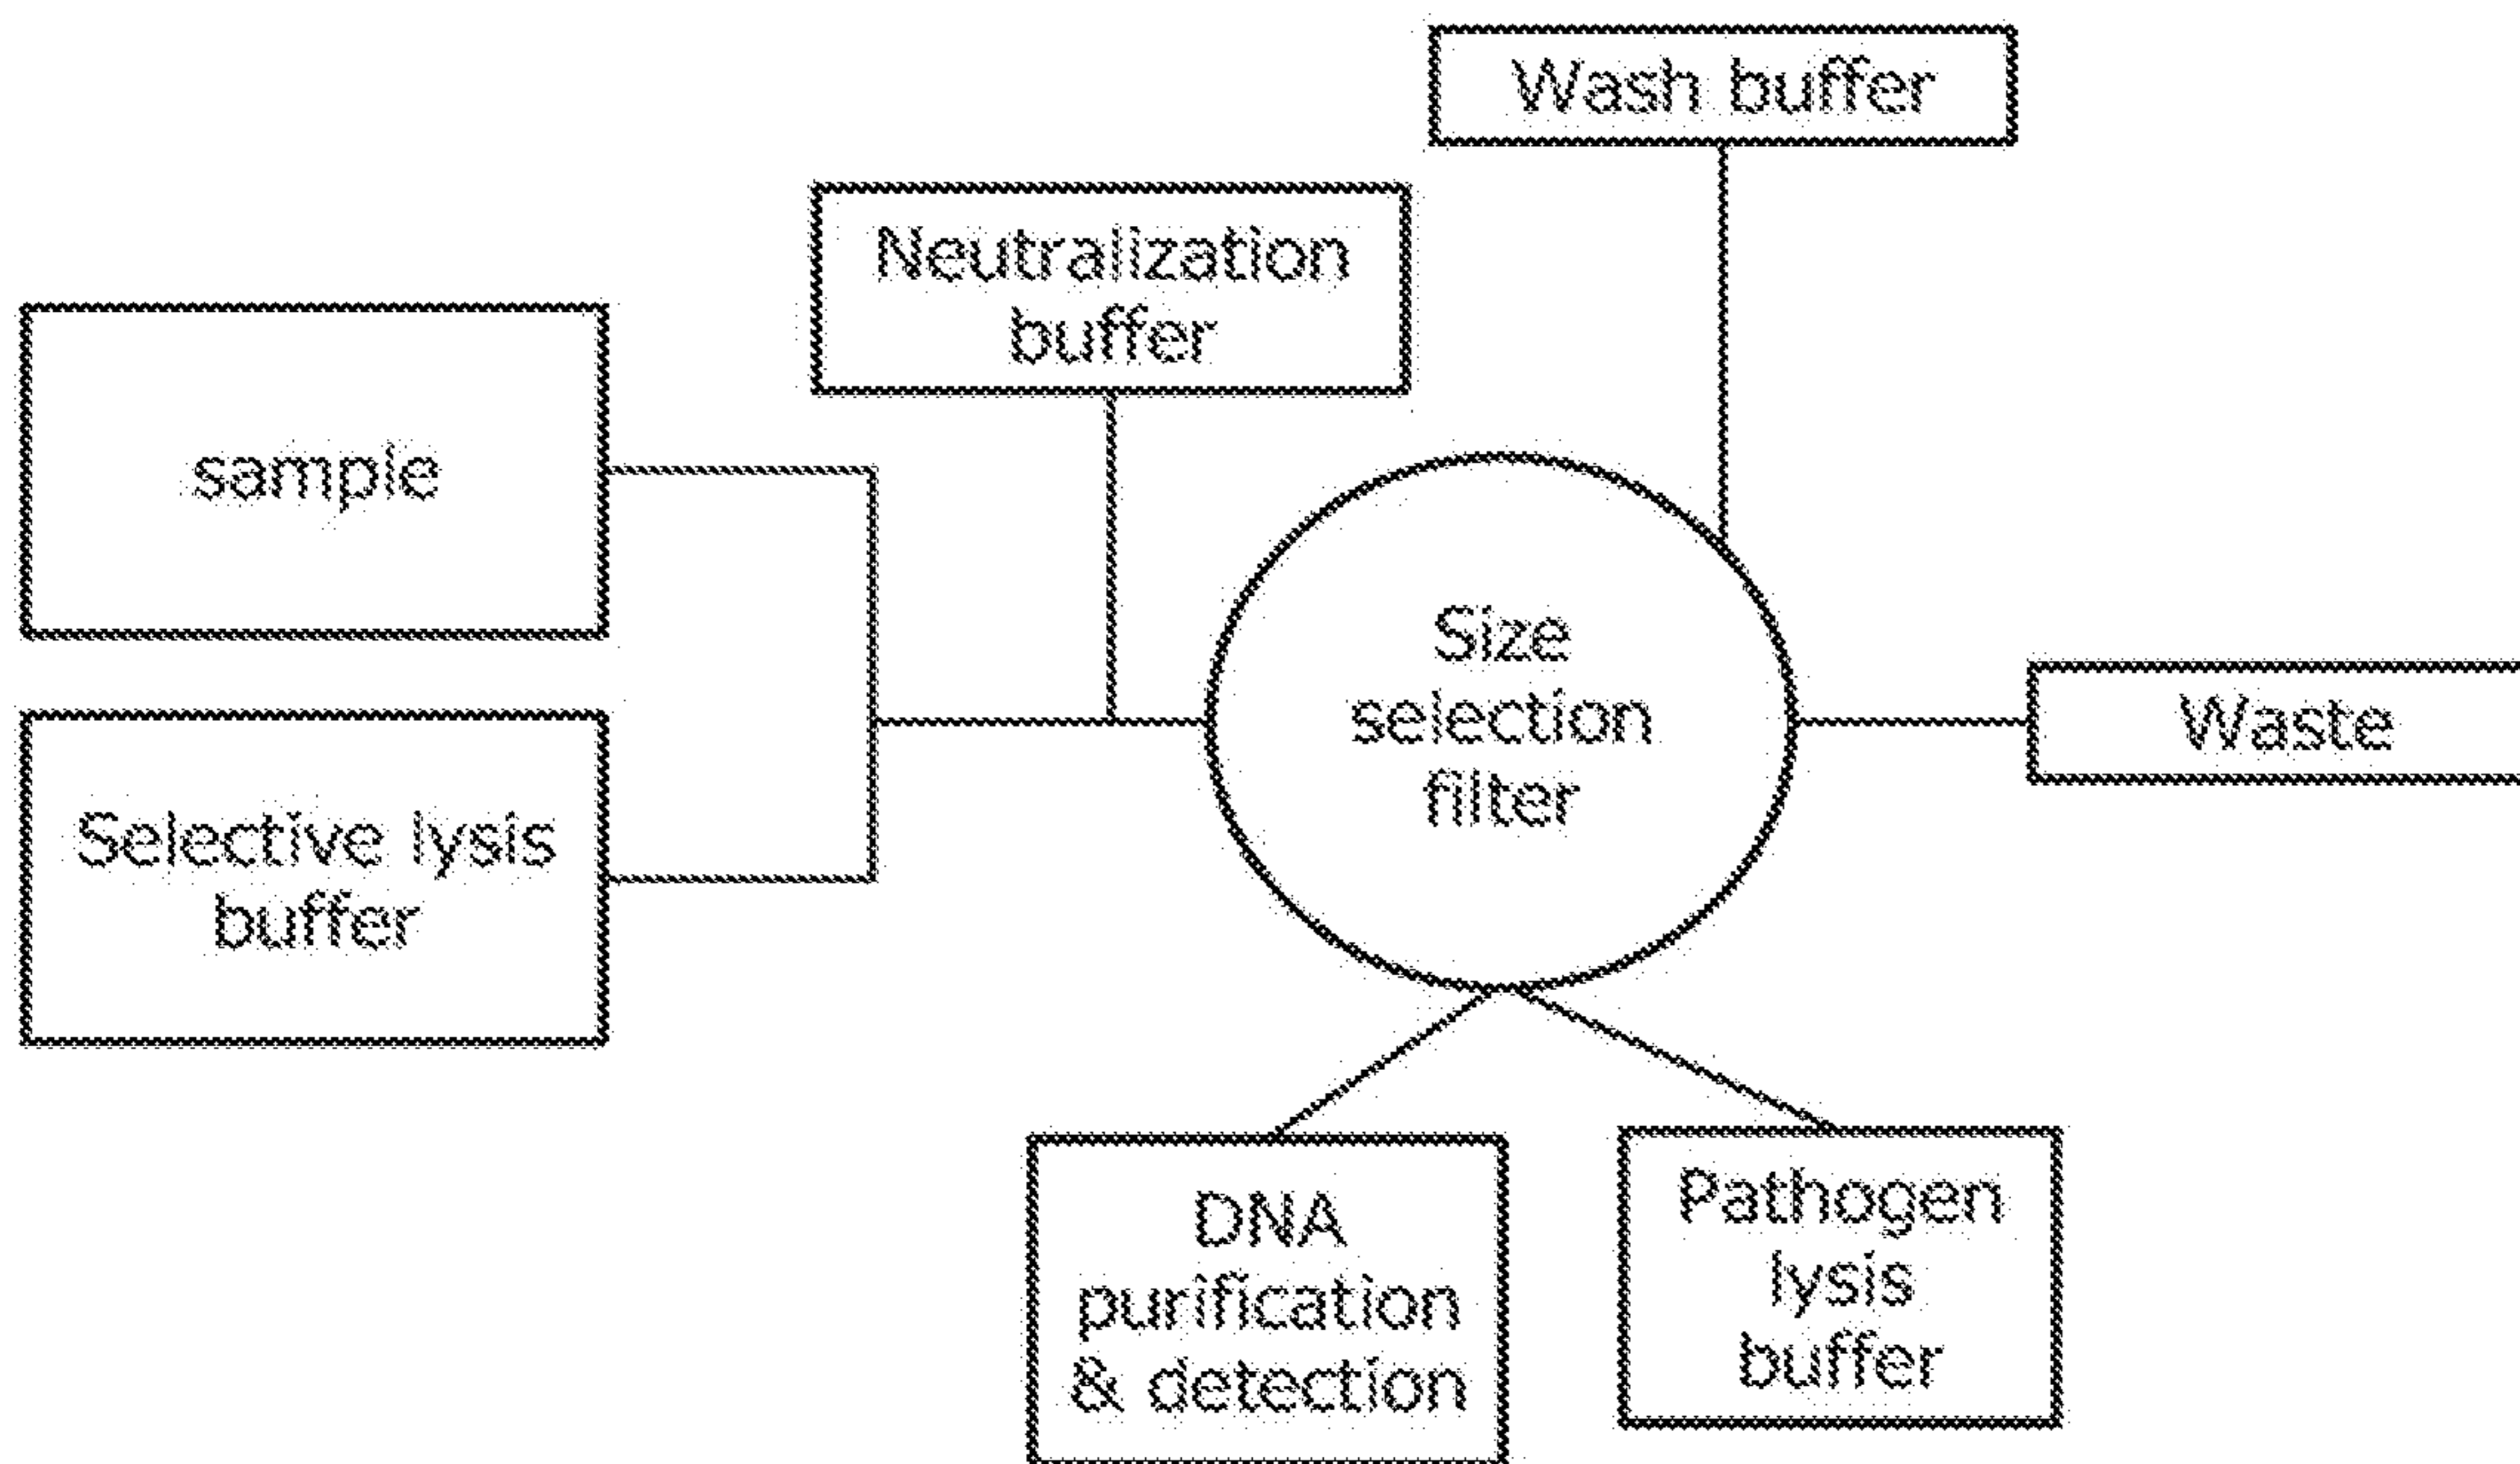 Wash buffer
Neutralization
buffer
sample
Size
selection
filter
Waste
Selective lysis
buffer
DNA
purification
& detection
Pathogen
lysis
buffer